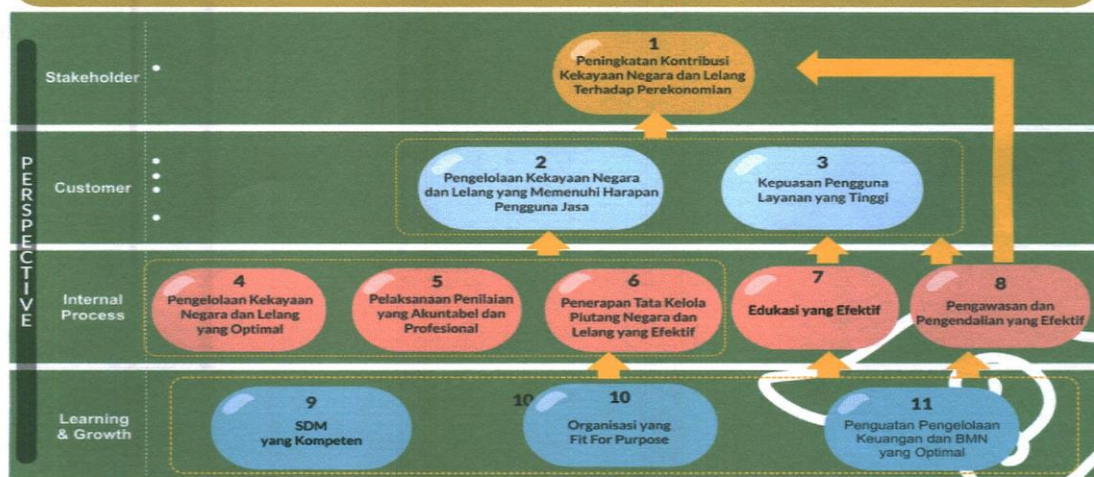 PERSPECTIVE
Stakeholder
1
Peningkatan Kontribusi
Kekayaan Negara dan Lelang
Terhadap Perekonomian
Customer
2
Pengelolaan Kekayaan Negara
dan Lelang yang Memenuhi Harapan
Pengguna Jasa
3
Kepuasan Pengguna
Layanan yang Tinggi
Internal
Process
4
Pengelolaan Kekayaan
Negara dan Lelang
yang Optimal
5
Pelaksanaan Penilaian
yang Akuntabel dan
Profesional
6
Penerapan Tata Kelola
Piutang Negara dan
Lelang yang Efektif
7
Edukasi yang Efektif
8
Pengawasan dan
Pengendalian yang Efektif
Learning
& Growth
9
SDM
yang Kompeten
10
10
Organisasi yang
Fit For Purpose
11
Penguatan Pengelolaan
Keuangan dan BMN
yang Optimal